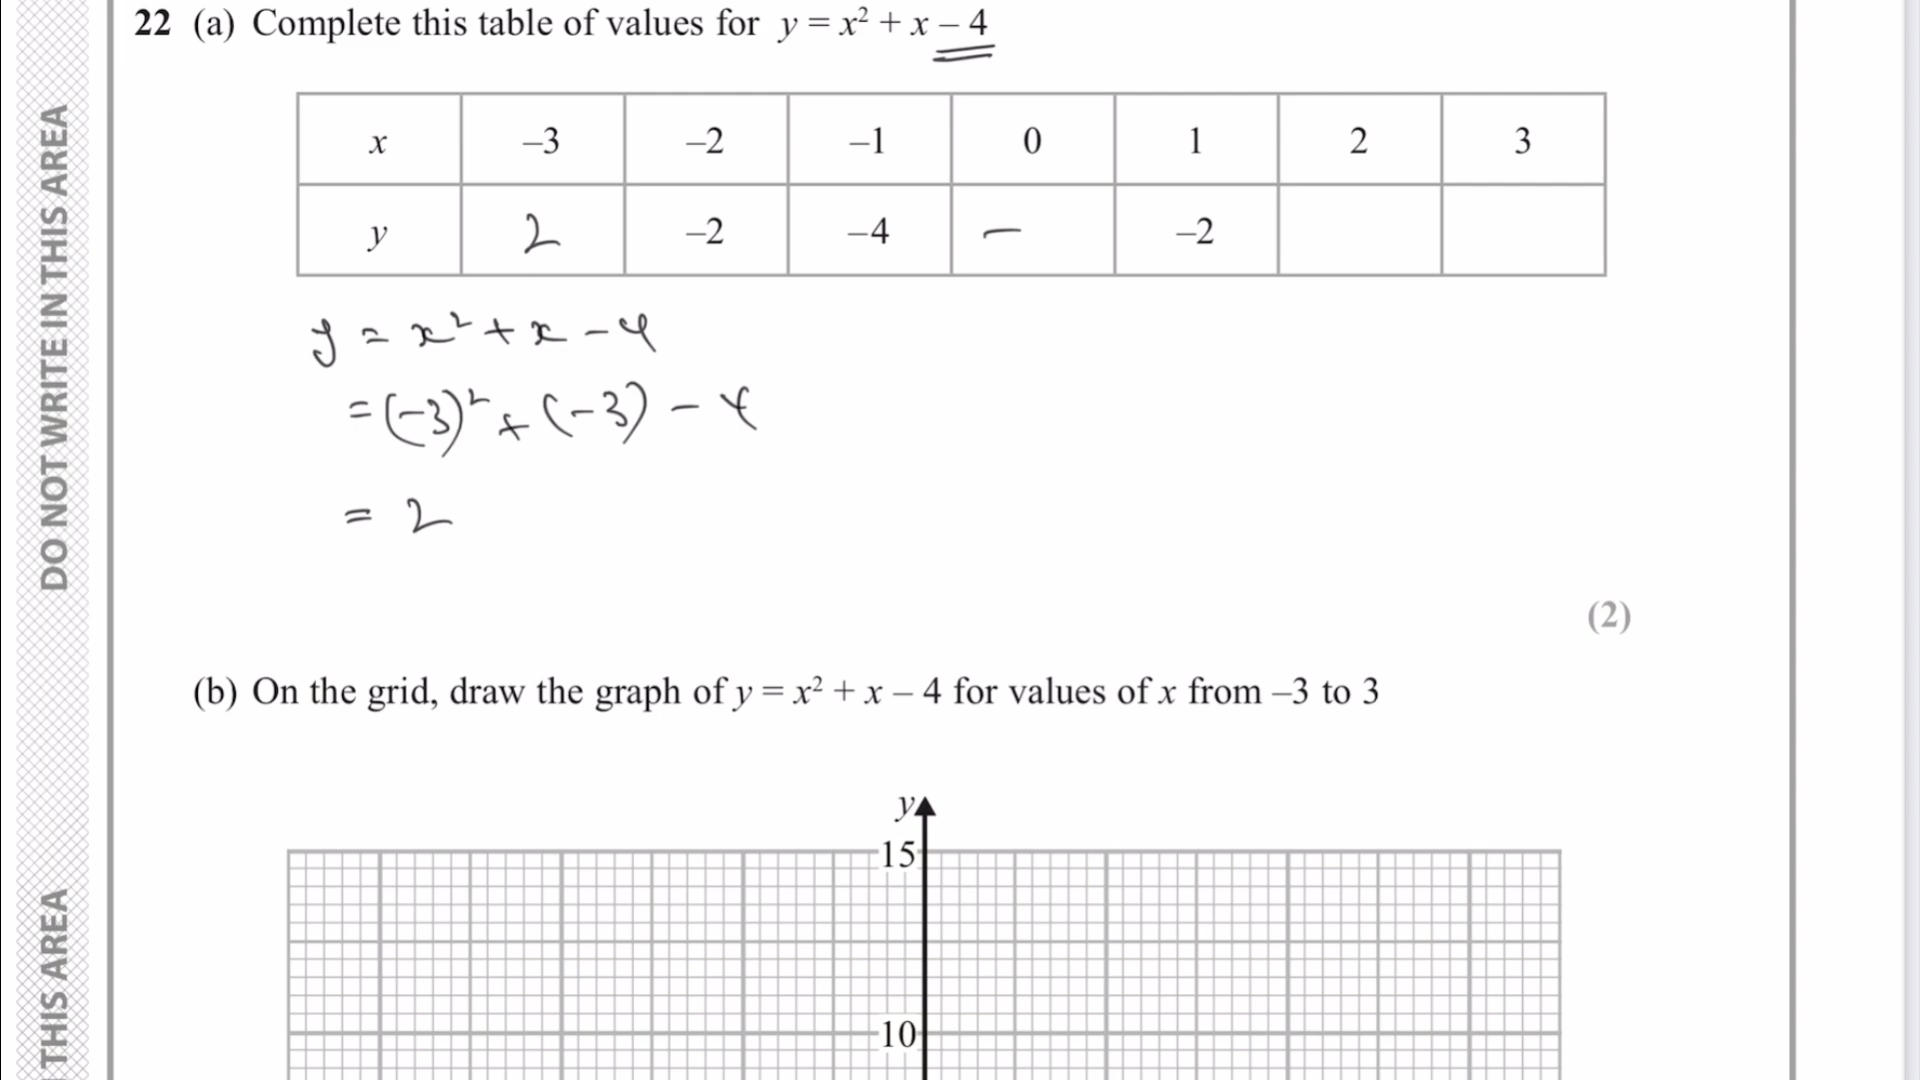 22 (a) Complete this table of values for y = x² + x – 4
x –3 –2 –1 0 1 2 3
y 2 –2 –4 – –2
y = x² + x – 4
= (–3)² + (–3) – 4
= 2
(2)
(b) On the grid, draw the graph of y = x² + x – 4 for values of x from –3 to 3
y
15
10
DO NOT WRITE IN THIS AREA
THIS AREA